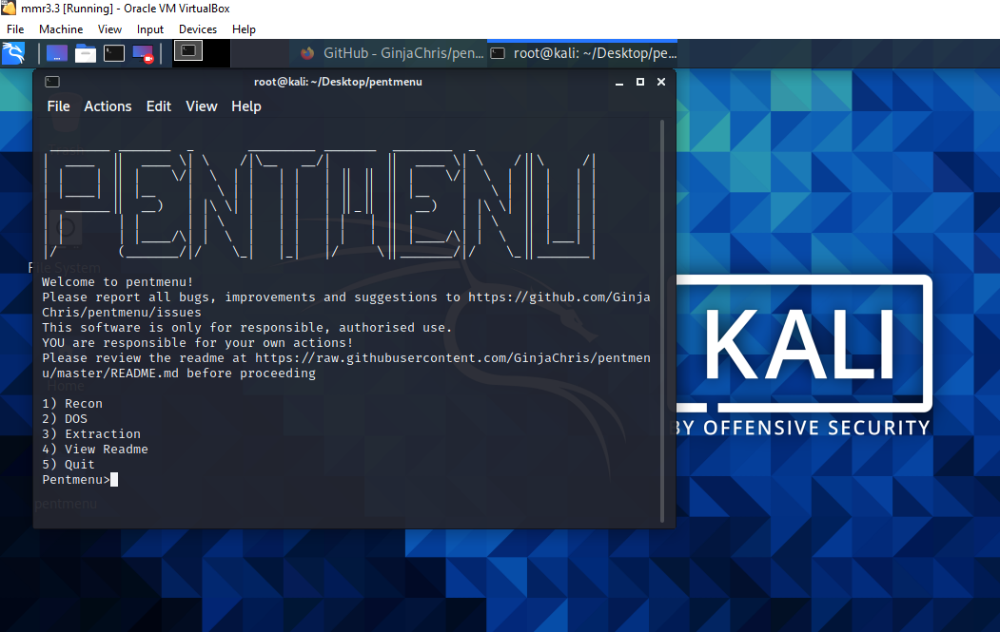 mmr3.3 [Running] - Oracle VM VirtualBox
File Machine View Input Devices Help
GitHub - GinjaChris/pent...
root@kali: ~/Desktop/pe...
root@kali: ~/Desktop/pentmenu
File Actions Edit View Help
PENTMENU
Welcome to pentmenu!
Please report all bugs, improvements and suggestions to https://github.com/Ginja
Chris/pentmenu/issues
This software is only for responsible, authorised use.
YOU are responsible for your own actions!
Please review the readme at https://raw.githubusercontent.com/GinjaChris/pentmen
u/master/README.md before proceeding
1) Recon
2) DOS
3) Extraction
4) View Readme
5) Quit
Pentmenu>
File System
Home
pentmenu
KALI
BY OFFENSIVE SECURITY